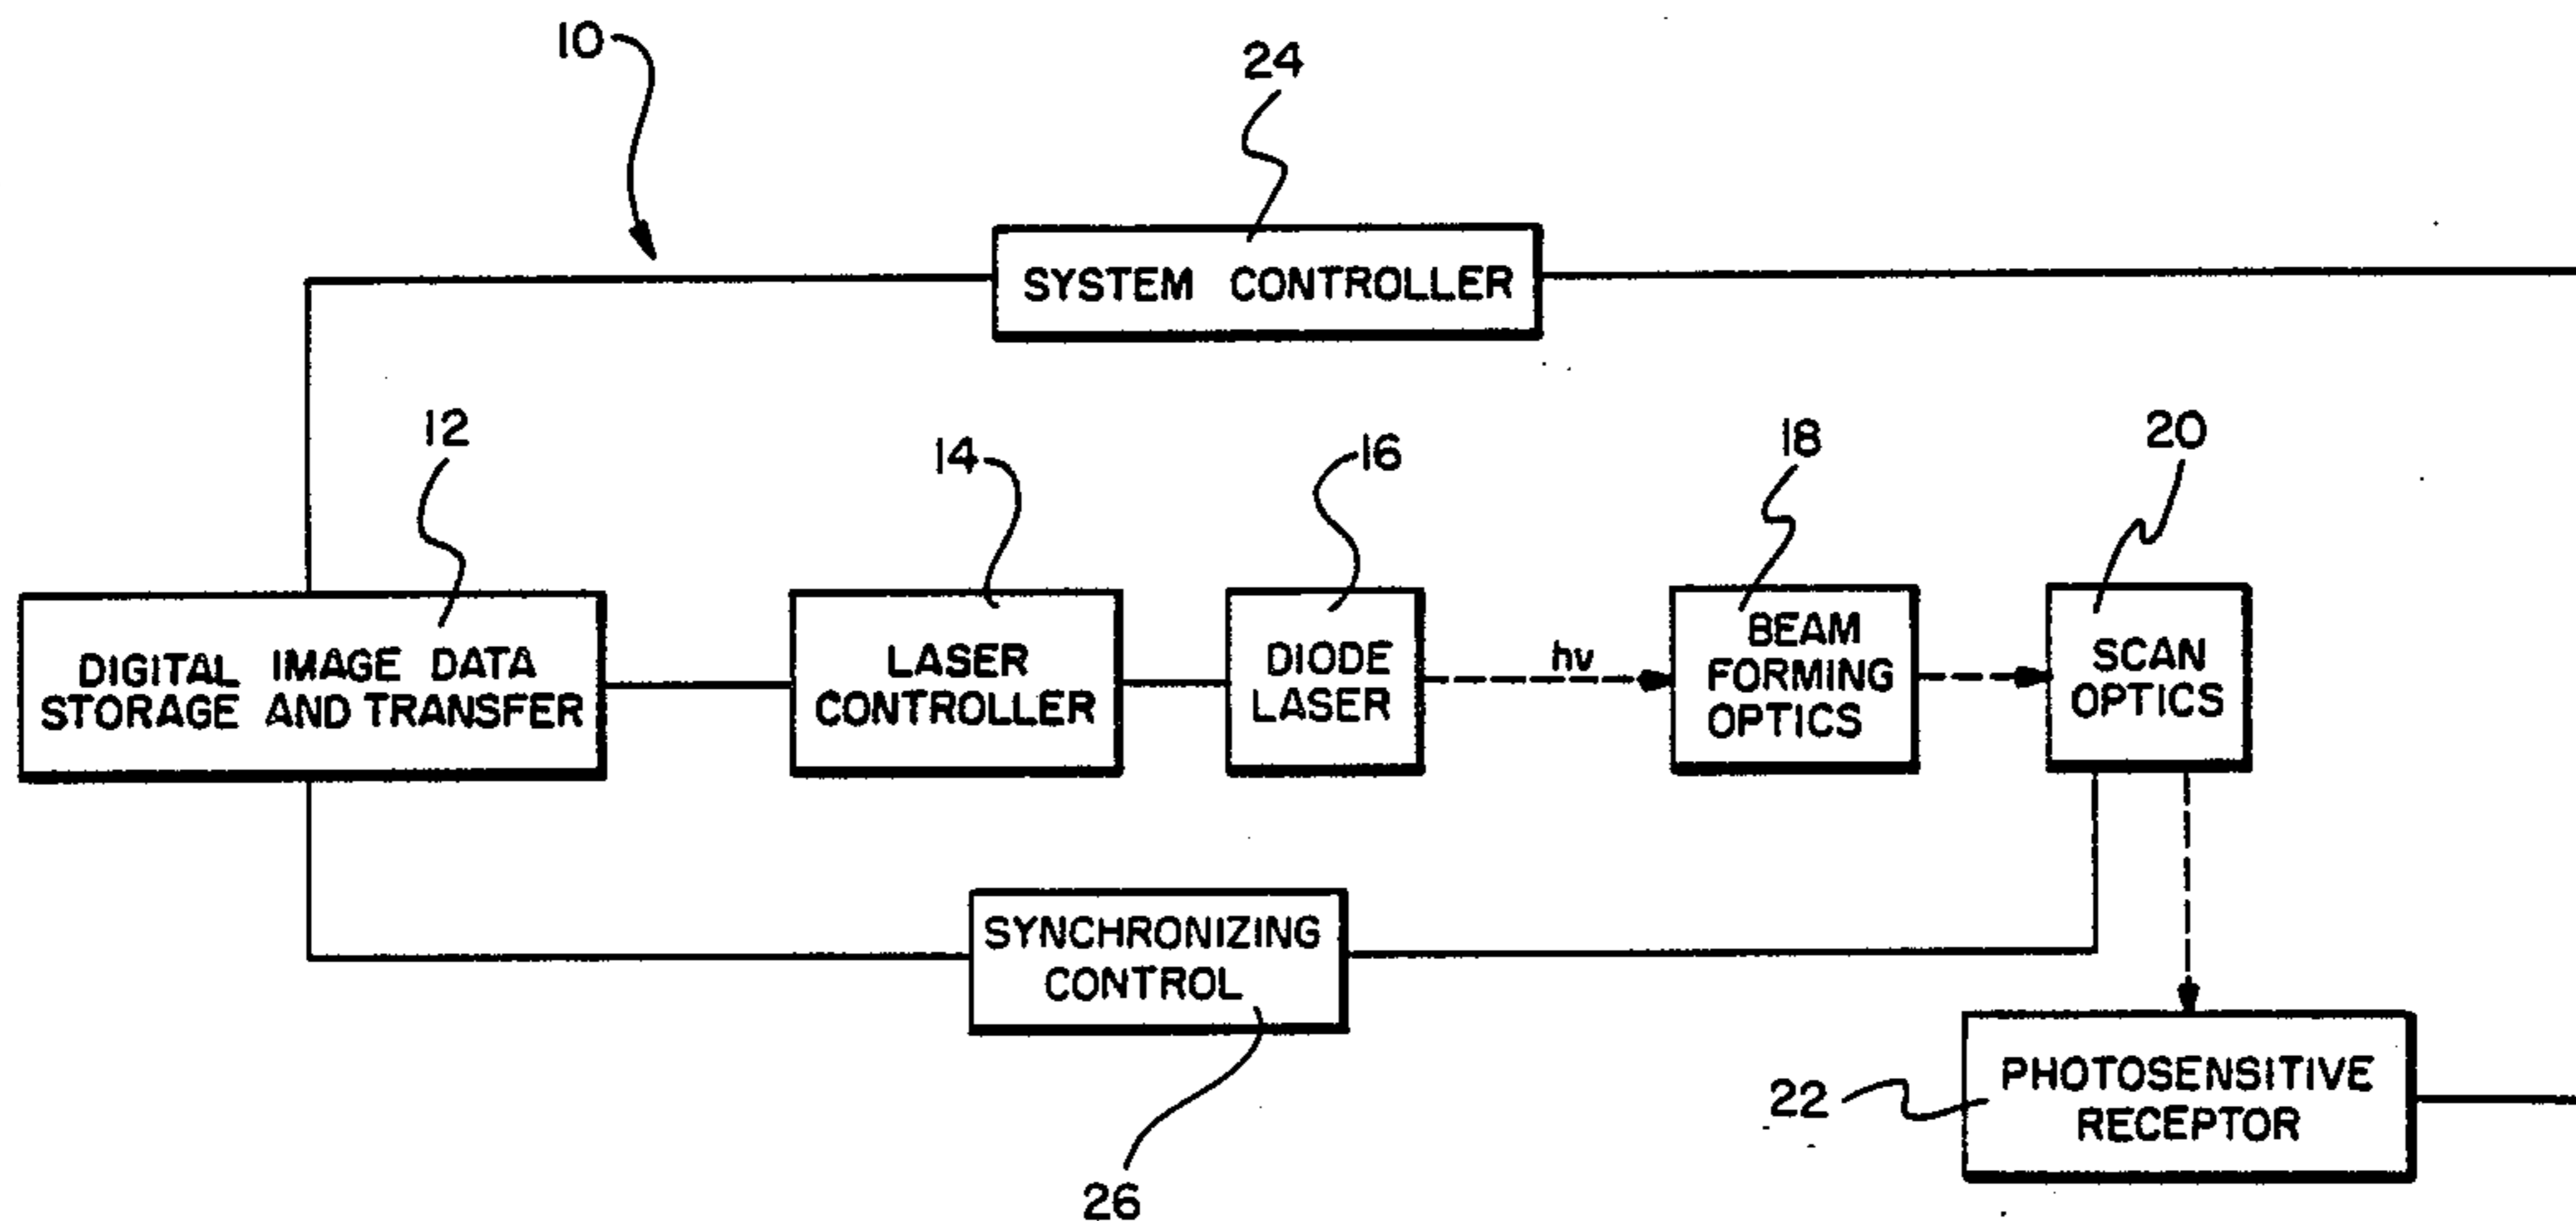 10
24
SYSTEM CONTROLLER
12
14
16
18
20
DIGITAL IMAGE DATA
STORAGE AND TRANSFER
LASER
CONTROLLER
DIODE
LASER
hν
BEAM
FORMING
OPTICS
SCAN
OPTICS
SYNCHRONIZING
CONTROL
26
22
PHOTOSENSITIVE
RECEPTOR